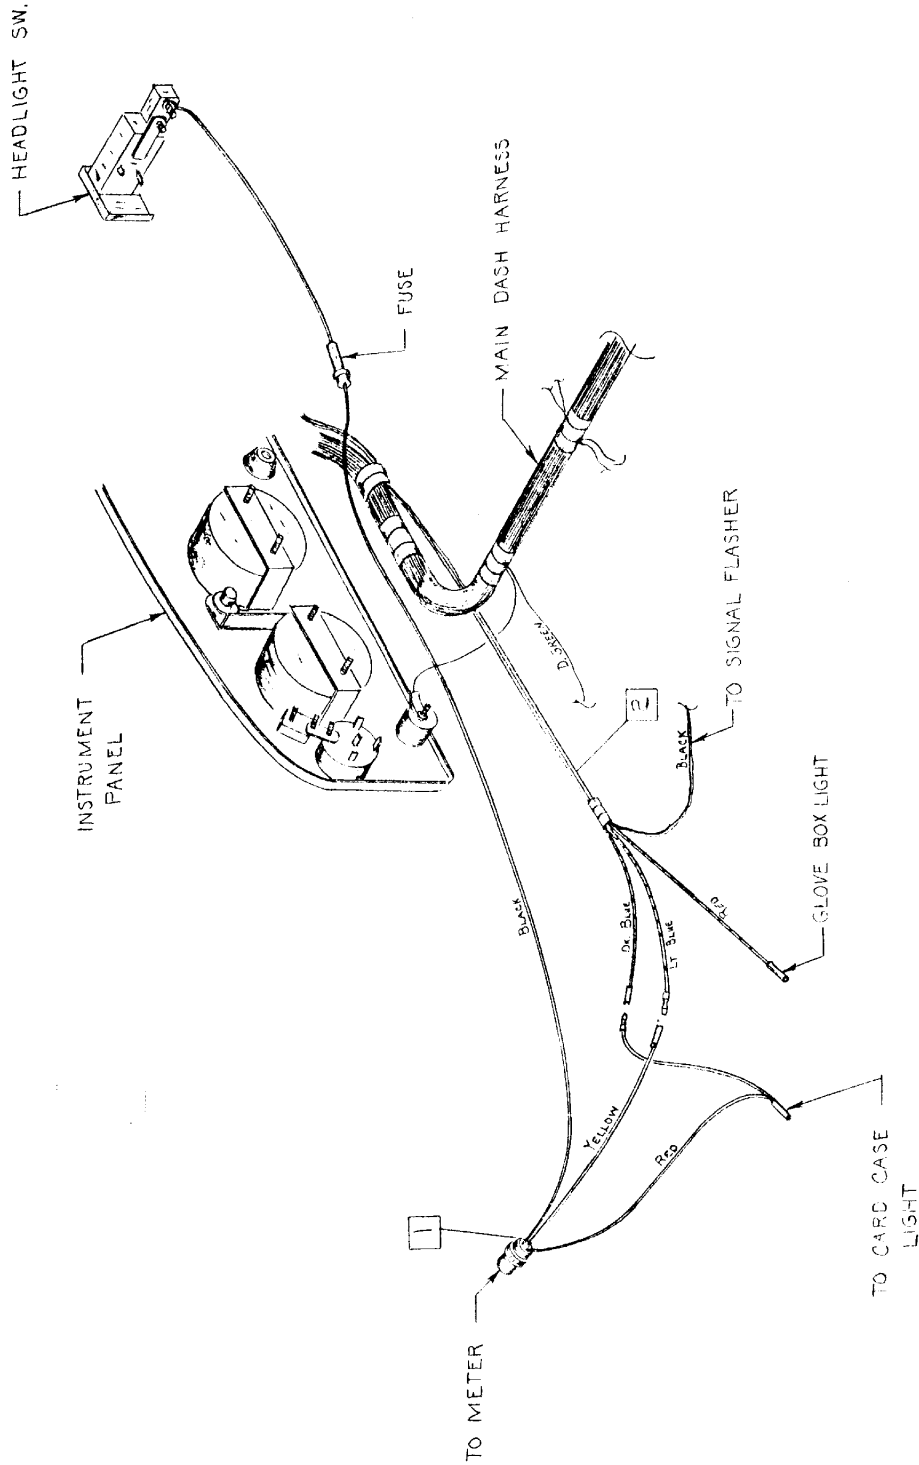 HEADLIGHT SW.
FUSE
MAIN DASH HARNESS
INSTRUMENT
PANEL
D. GREEN
2
BLACK
TO SIGNAL FLASHER
BLACK
DK. BLUE
LT BLUE
RED
GLOVE BOX LIGHT
YELLOW
RED
1
TO METER
TO CARD CASE
LIGHT